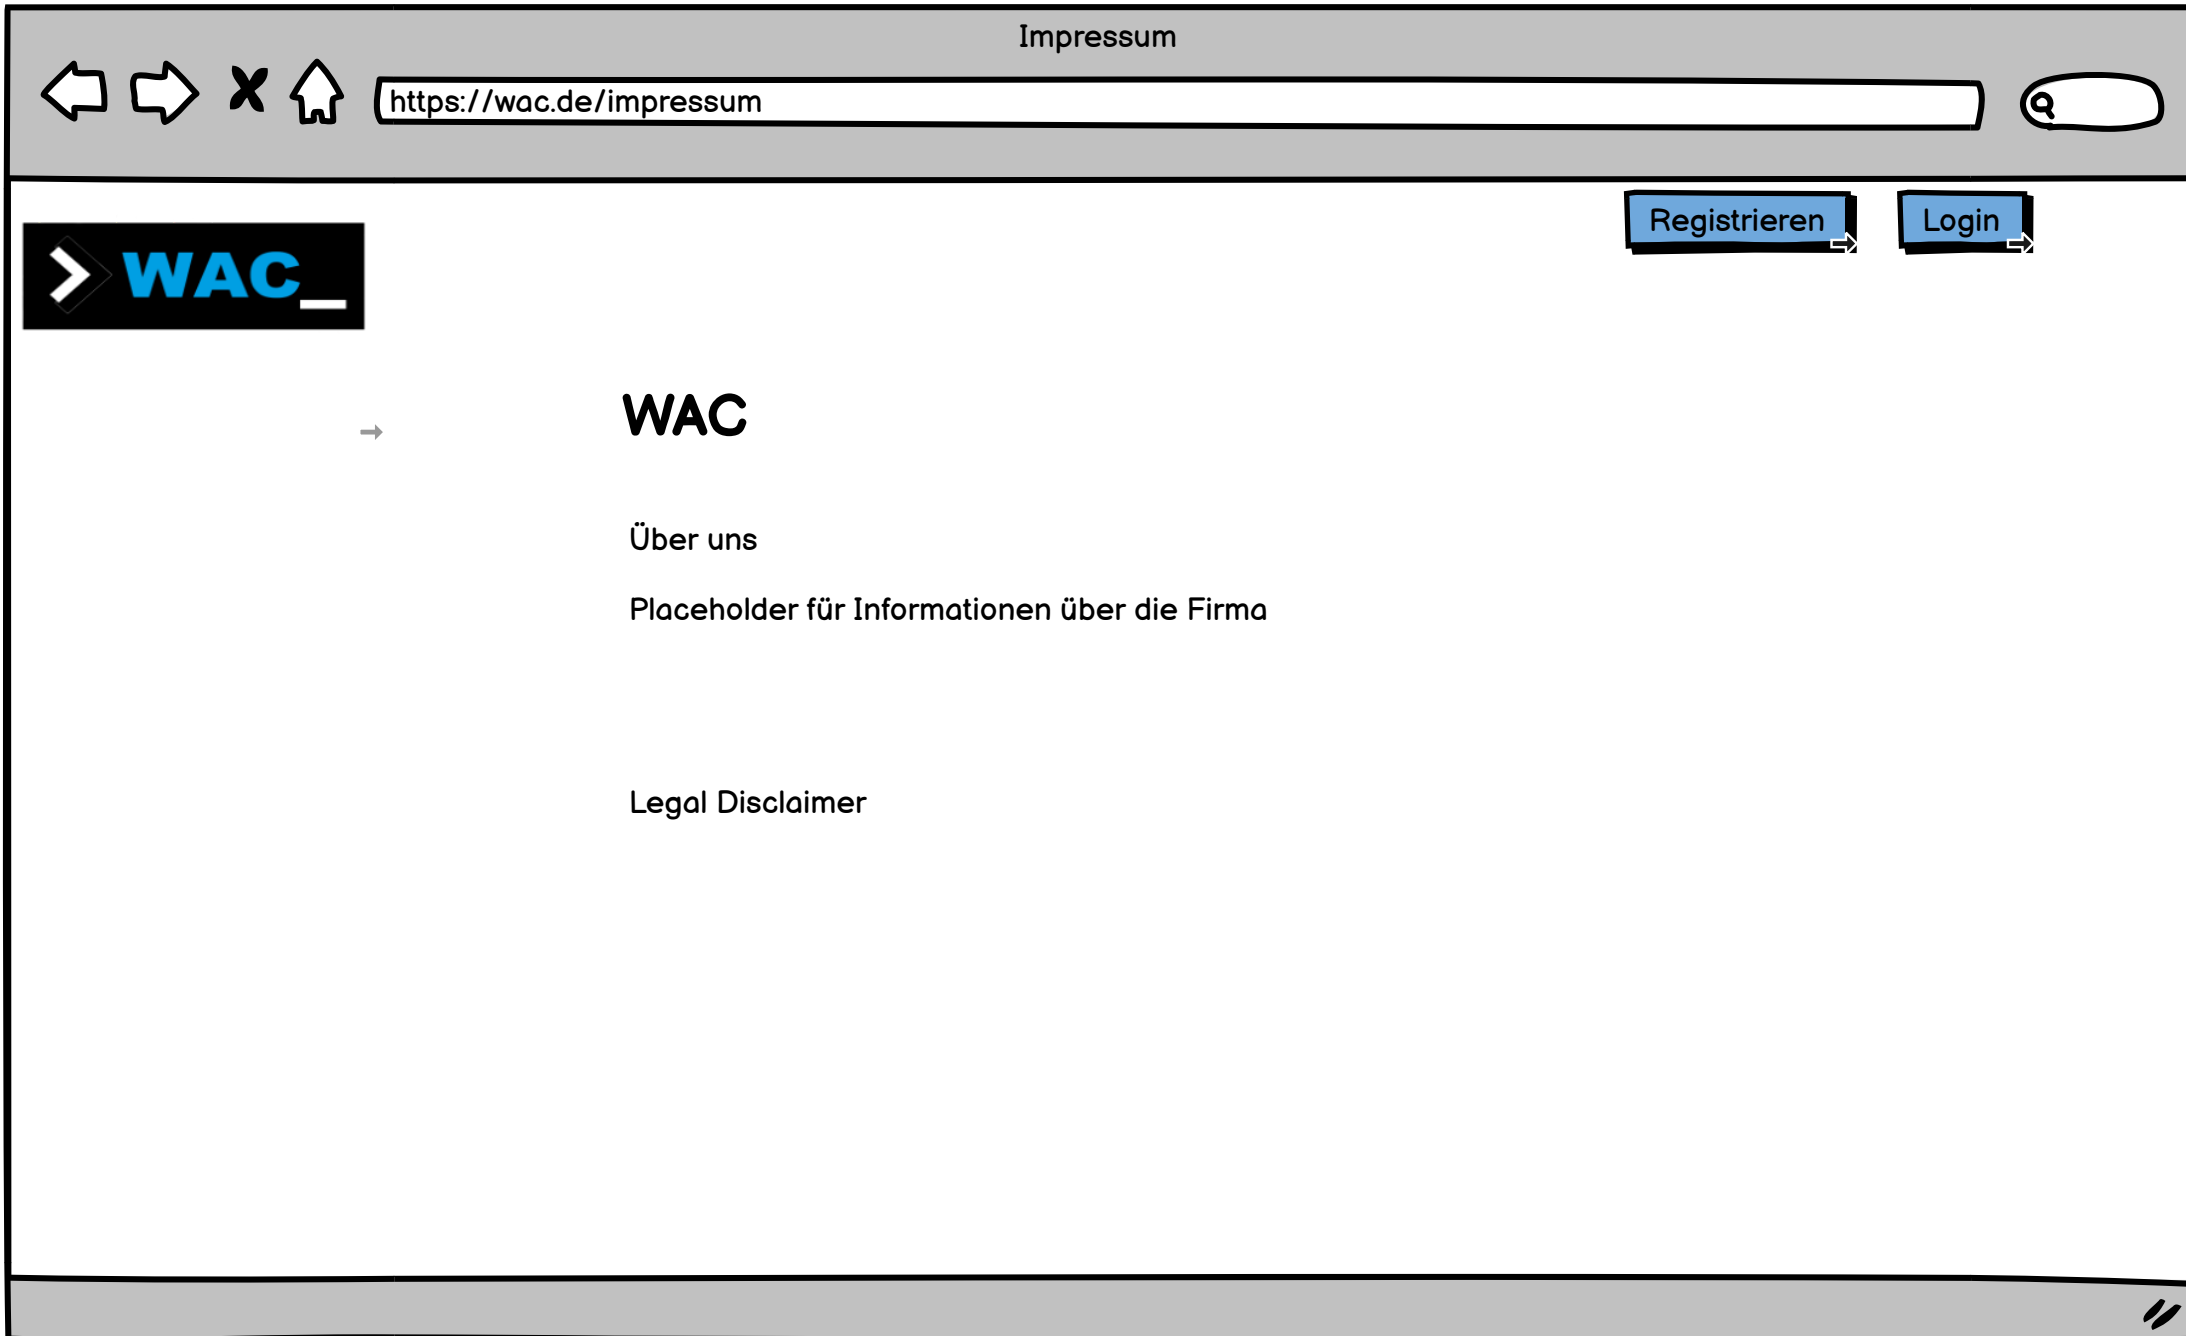 Impressum
https://wac.de/impressum
Registrieren
Login
WAC_
WAC
Über uns
Placeholder für Informationen über die Firma
Legal Disclaimer